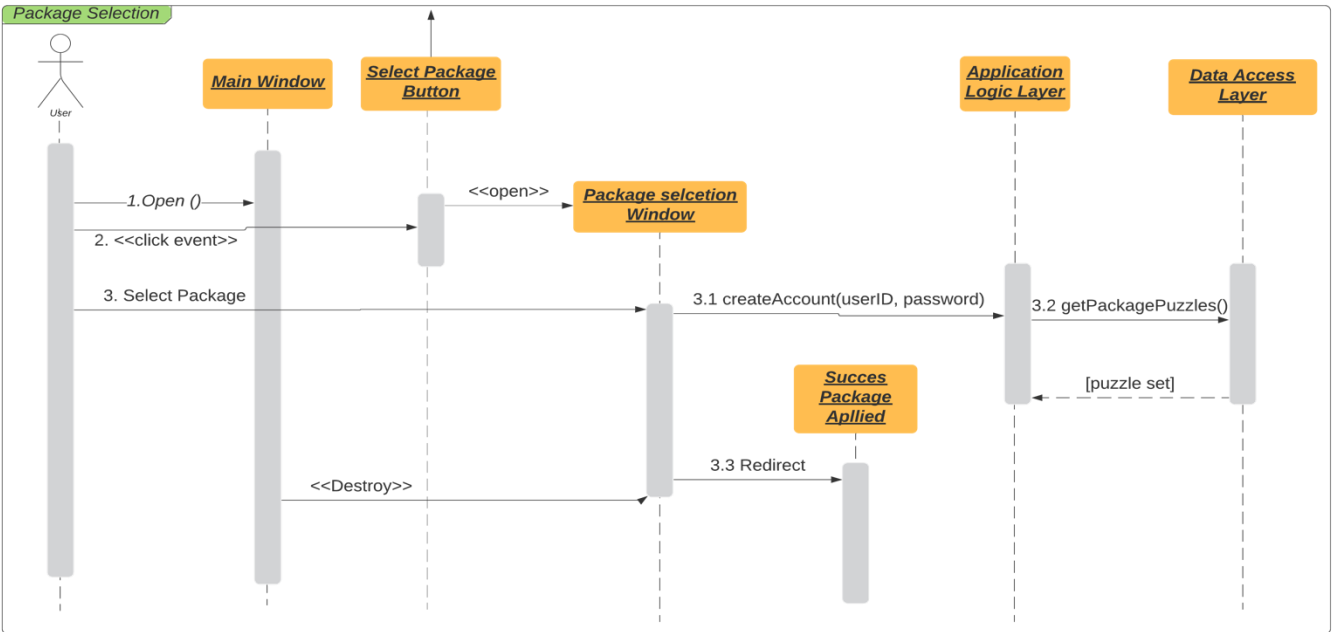 Package Selection
User
Main Window
Select Package
Button
Application
Logic Layer
Data Access
Layer
1.Open ()
<<open>>
Package selcetion
Window
2. <<click event>>
3. Select Package
3.1 createAccount(userID, password)
3.2 getPackagePuzzles()
Succes
Package
Apllied
[puzzle set]
3.3 Redirect
<<Destroy>>